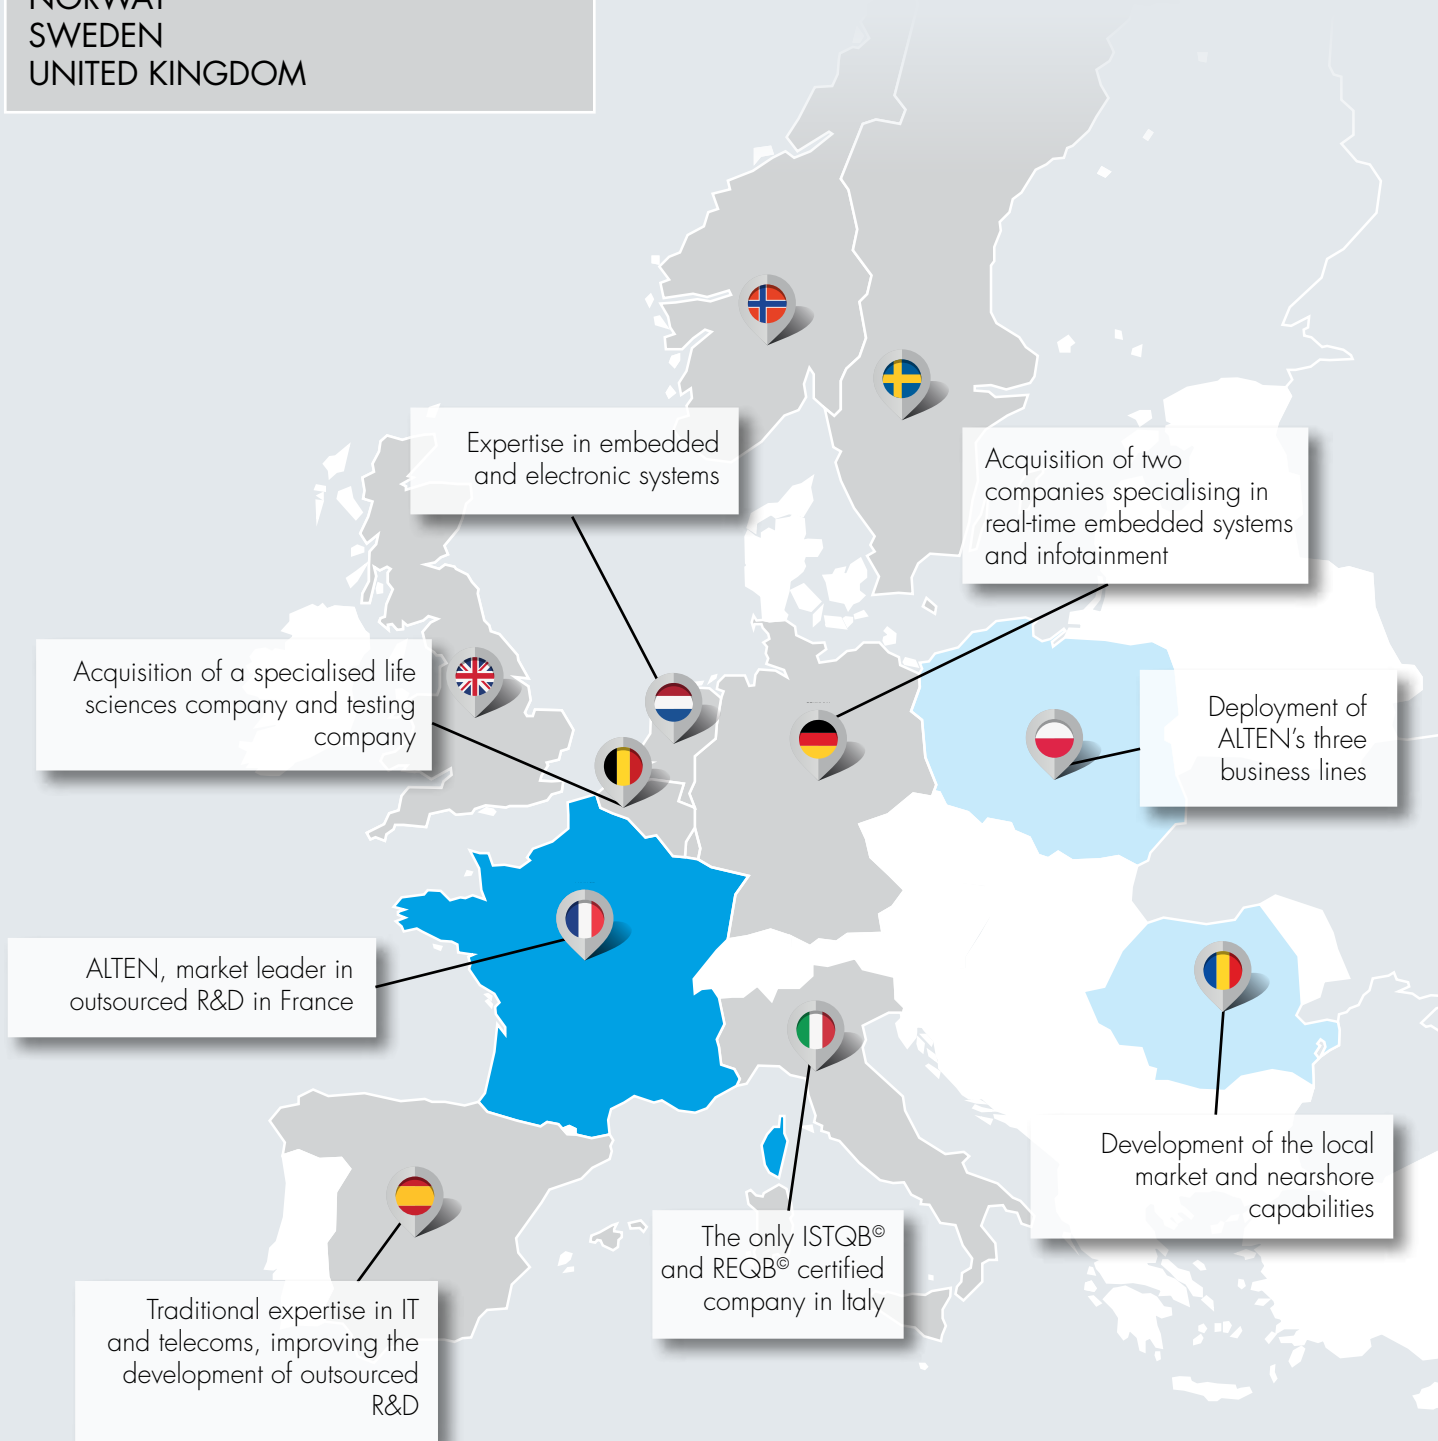 NORWAY
SWEDEN
UNITED KINGDOM
Expertise in embedded
and electronic systems
Acquisition of two
companies specialising in
real-time embedded systems
and infotainment
Acquisition of a specialised life
sciences company and testing
company
Deployment of
ALTEN’s three
business lines
ALTEN, market leader in
outsourced R&D in France
Development of the local
market and nearshore
capabilities
The only ISTQB©
and REQB© certified
company in Italy
Traditional expertise in IT
and telecoms, improving the
development of outsourced
R&D